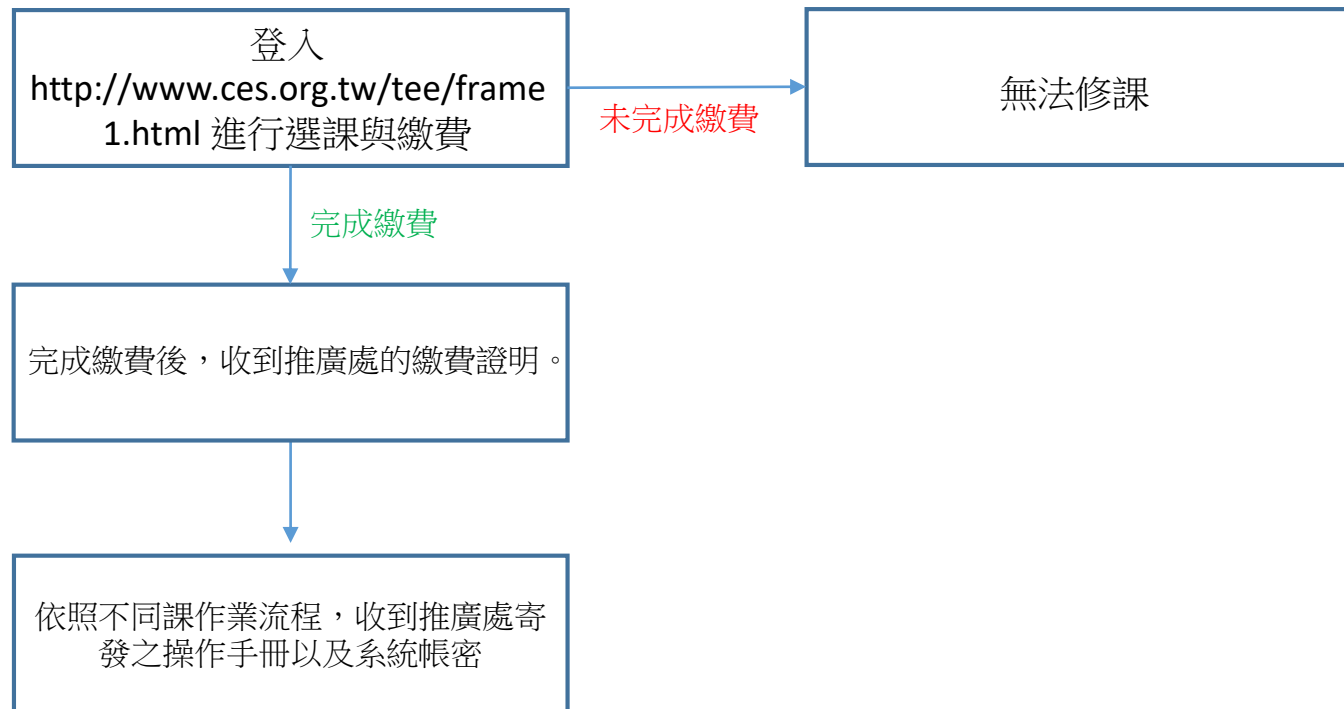 登入
http://www.ces.org.tw/tee/frame
1.html 進行選課與繳費
未完成繳費
無法修課
完成繳費
完成繳費後，收到推廣處的繳費證明。
依照不同課作業流程，收到推廣處寄
發之操作手冊以及系統帳密